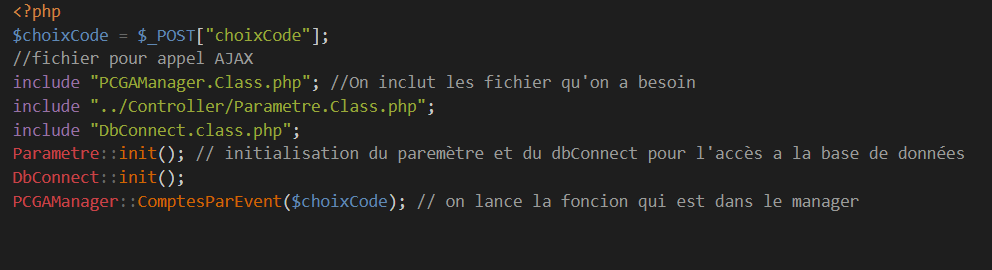 <?php
$choixCode = $_POST["choixCode"];
//fichier pour appel AJAX
include "PCGAManager.Class.php"; //On inclut les fichier qu'on a besoin
include "../Controller/Parametre.Class.php";
include "DbConnect.class.php";
Parametre::init(); // initialisation du paremètre et du dbConnect pour l'accès a la base de données
DbConnect::init();
PCGAManager::ComptesParEvent($choixCode); // on lance la foncion qui est dans le manager